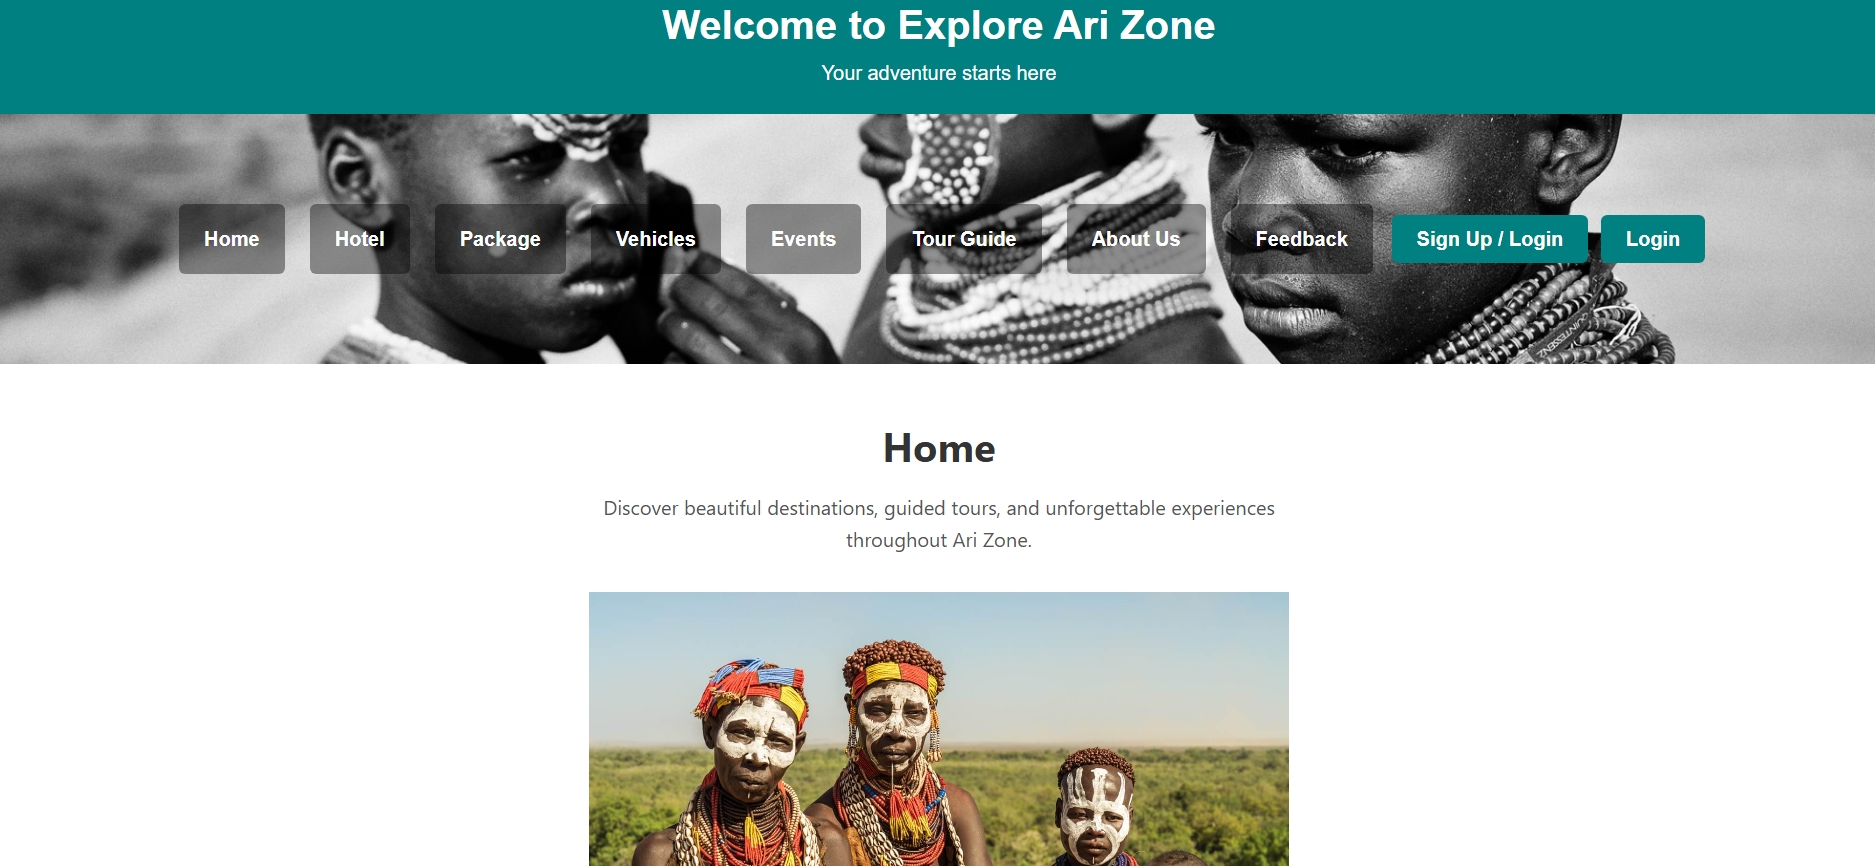 Welcome to Explore Ari Zone
Your adventure starts here
Home
Hotel
Package
Vehicles
Events
Tour Guide
About Us
Feedback
Sign Up / Login
Login
Home
Discover beautiful destinations, guided tours, and unforgettable experiences
throughout Ari Zone.